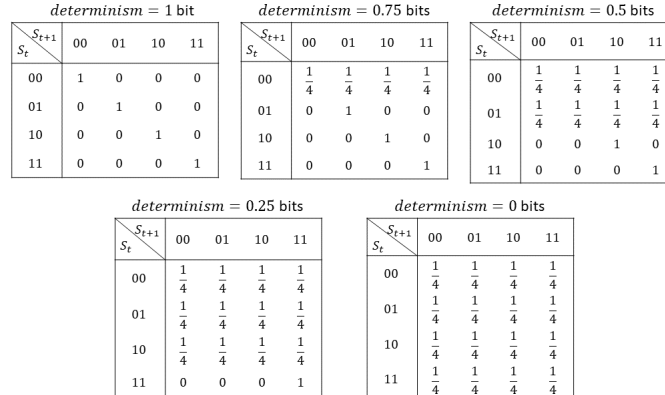 determinism = 1 bit
S_t S_{t+1} 00 01 10 11
00 1 0 0 0
01 0 1 0 0
10 0 0 1 0
11 0 0 0 1
determinism = 0.75 bits
S_t S_{t+1} 00 01 10 11
00 1/4 1/4 1/4 1/4
01 0 1 0 0
10 0 0 1 0
11 0 0 0 1
determinism = 0.5 bits
S_t S_{t+1} 00 01 10 11
00 1/4 1/4 1/4 1/4
01 1/4 1/4 1/4 1/4
10 0 0 1 0
11 0 0 0 1
determinism = 0.25 bits
S_t S_{t+1} 00 01 10 11
00 1/4 1/4 1/4 1/4
01 1/4 1/4 1/4 1/4
10 1/4 1/4 1/4 1/4
11 0 0 0 1
determinism = 0 bits
S_t S_{t+1} 00 01 10 11
00 1/4 1/4 1/4 1/4
01 1/4 1/4 1/4 1/4
10 1/4 1/4 1/4 1/4
11 1/4 1/4 1/4 1/4